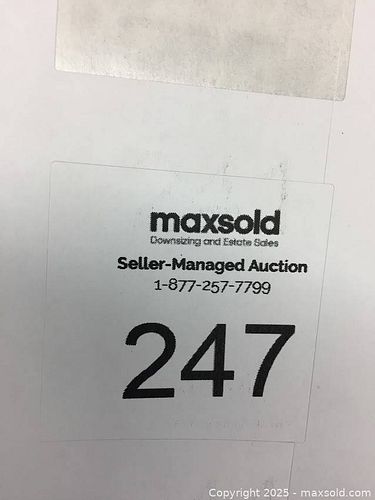 maxsold
Downsizing and Estate Sales
Seller-Managed Auction
1-877-257-7799
247
Copyright © 2025 - maxsold.com